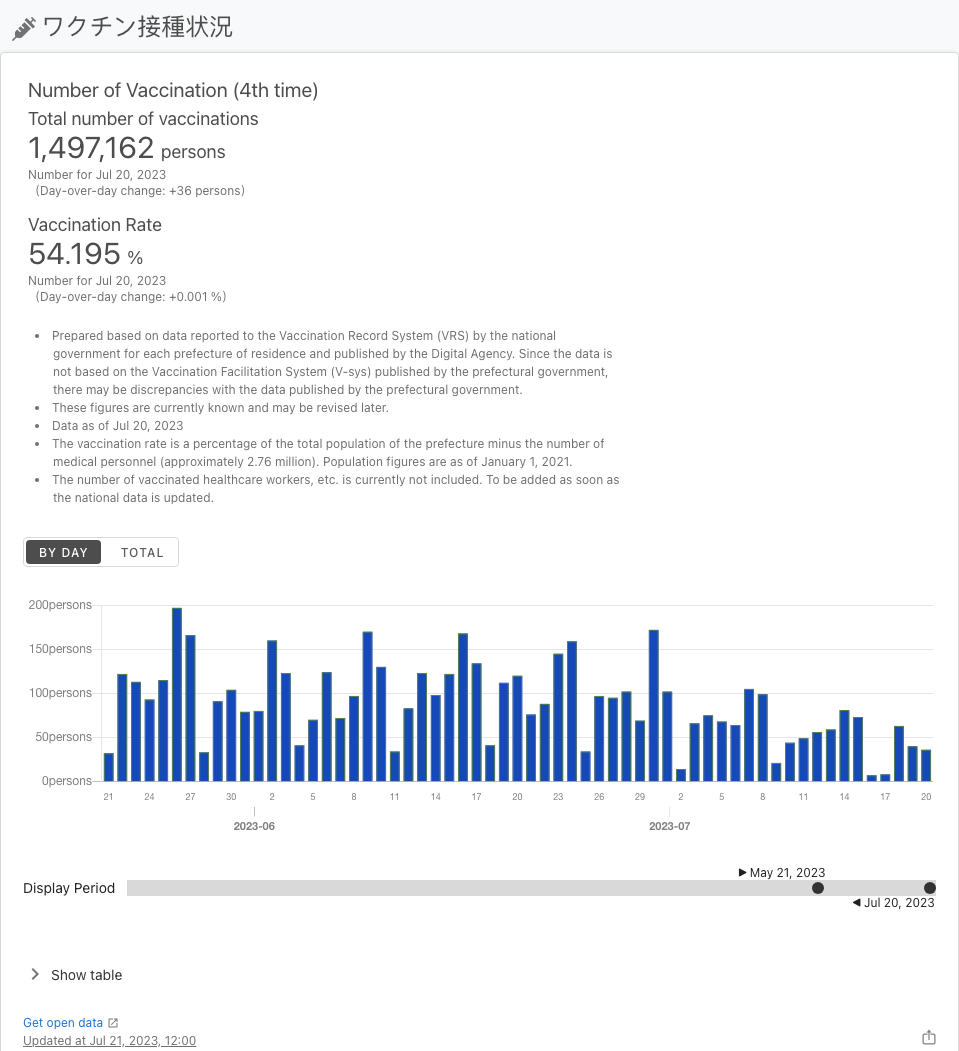 ワクチン接種状況
Number of Vaccination (4th time)
Total number of vaccinations
1,497,162 persons
Number for Jul 20, 2023
(Day-over-day change: +36 persons)
Vaccination Rate
54.195 %
Number for Jul 20, 2023
(Day-over-day change: +0.001 %)
• Prepared based on data reported to the Vaccination Record System (VRS) by the national
government for each prefecture of residence and published by the Digital Agency. Since the data is
not based on the Vaccination Facilitation System (V-sys) published by the prefectural government,
there may be discrepancies with the data published by the prefectural government.
• These figures are currently known and may be revised later.
• Data as of Jul 20, 2023
• The vaccination rate is a percentage of the total population of the prefecture minus the number of
medical personnel (approximately 2.76 million). Population figures are as of January 1, 2021.
• The number of vaccinated healthcare workers, etc. is currently not included. To be added as soon as
the national data is updated.
BY DAY TOTAL
200persons
150persons
100persons
50persons
0persons
21 24 27 30 2 5 8 11 14 17 20 23 26 29 2 5 8 11 14 17 20
2023-06 2023-07
▶ May 21, 2023
Display Period
◀ Jul 20, 2023
Show table
Get open data
Updated at Jul 21, 2023, 12:00